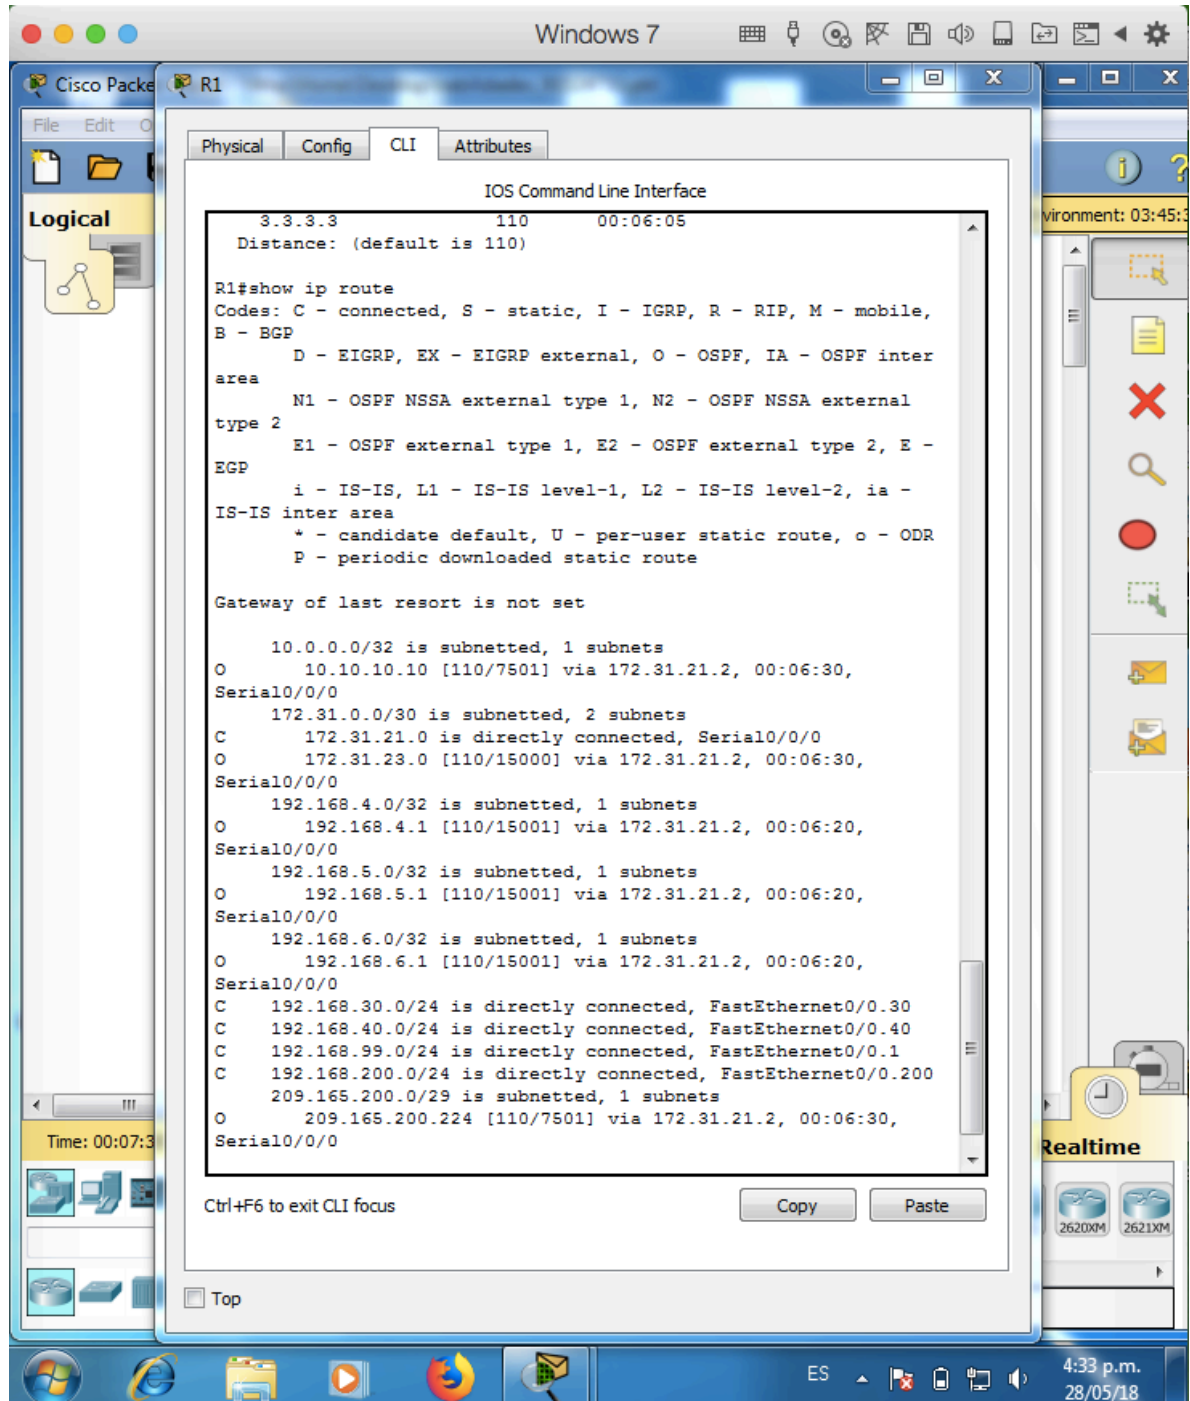 Windows 7
Cisco Packe
R1
File Edit O
Physical Config CLI Attributes
IOS Command Line Interface
Logical
vironment: 03:45:3
3.3.3.3 110 00:06:05
Distance: (default is 110)
R1#show ip route
Codes: C - connected, S - static, I - IGRP, R - RIP, M - mobile,
B - BGP
D - EIGRP, EX - EIGRP external, O - OSPF, IA - OSPF inter
area
N1 - OSPF NSSA external type 1, N2 - OSPF NSSA external
type 2
E1 - OSPF external type 1, E2 - OSPF external type 2, E -
EGP
i - IS-IS, L1 - IS-IS level-1, L2 - IS-IS level-2, ia -
IS-IS inter area
* - candidate default, U - per-user static route, o - ODR
P - periodic downloaded static route
Gateway of last resort is not set
10.0.0.0/32 is subnetted, 1 subnets
O 10.10.10.10 [110/7501] via 172.31.21.2, 00:06:30,
Serial0/0/0
172.31.0.0/30 is subnetted, 2 subnets
C 172.31.21.0 is directly connected, Serial0/0/0
O 172.31.23.0 [110/15000] via 172.31.21.2, 00:06:30,
Serial0/0/0
192.168.4.0/32 is subnetted, 1 subnets
O 192.168.4.1 [110/15001] via 172.31.21.2, 00:06:20,
Serial0/0/0
192.168.5.0/32 is subnetted, 1 subnets
O 192.168.5.1 [110/15001] via 172.31.21.2, 00:06:20,
Serial0/0/0
192.168.6.0/32 is subnetted, 1 subnets
O 192.168.6.1 [110/15001] via 172.31.21.2, 00:06:20,
Serial0/0/0
C 192.168.30.0/24 is directly connected, FastEthernet0/0.30
C 192.168.40.0/24 is directly connected, FastEthernet0/0.40
C 192.168.99.0/24 is directly connected, FastEthernet0/0.1
C 192.168.200.0/24 is directly connected, FastEthernet0/0.200
209.165.200.0/29 is subnetted, 1 subnets
O 209.165.200.224 [110/7501] via 172.31.21.2, 00:06:30,
Serial0/0/0
Time: 00:07:3
Realtime
Ctrl+F6 to exit CLI focus
Copy Paste
2620XM 2621XM
Top
ES
4:33 p.m.
28/05/18